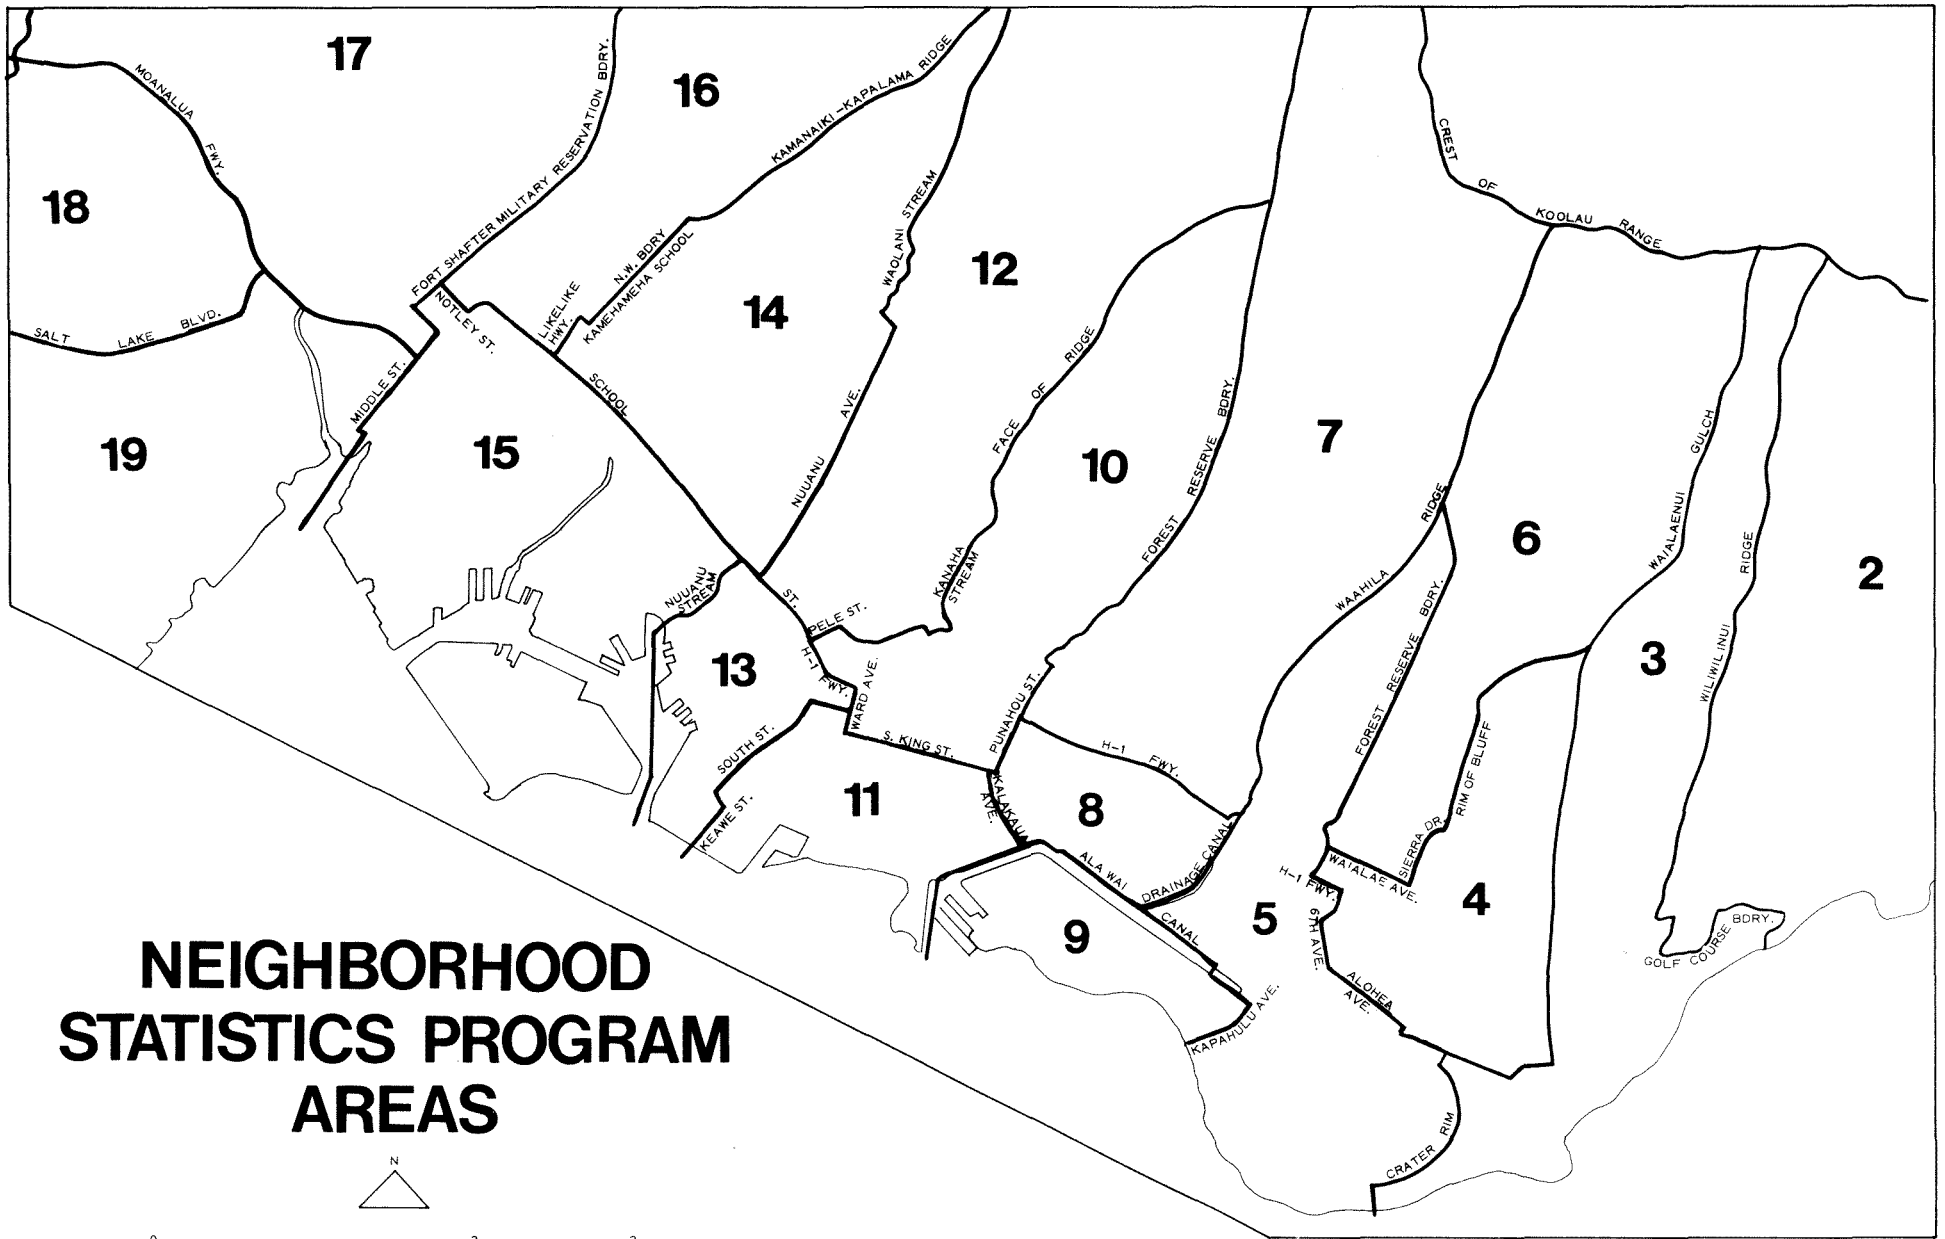 17
16
MOANALUA
FWY.
FORT SHAFTER MILITARY RESERVATION BDRY.
KAMANAIKI-KAPALAMA RIDGE
CREST
OF
KOOLAU
RANGE
18
WAOLANI STREAM
12
N.W. BDRY
KAMEHAMEHA SCHOOL
LIKELIKE
HWY.
NOTLEY ST.
14
SALT
LAKE
BLVD.
MIDDLE ST.
SCHOOL
ST.
NUUANU
AVE.
FACE
OF
RIDGE
10
FOREST
RESERVE
BDRY.
7
WAAHILA
RIDGE
6
WAIALAENUI
GULCH
WILIWILINUI
RIDGE
2
19
15
NUUANU
STREAM
KANAHA
STREAM
PELE ST.
H-1
FWY.
WARD AVE.
13
SOUTH ST.
KEAWE ST.
S. KING ST.
PUNAHOU ST.
FOREST
RESERVE
BDRY.
RIM OF BLUFF
3
11
KALAKAUA
AVE.
H-1
FWY.
8
ALA WAI
CANAL
DRAINAGE CANAL
9
5
H-1 FWY.
WAIALAE AVE.
SIERRA DR.
4
6TH AVE.
ALOHEA
AVE.
KAPAHULU AVE.
GOLF COURSE BDRY.
CRATER RIM
NEIGHBORHOOD
STATISTICS PROGRAM
AREAS
N